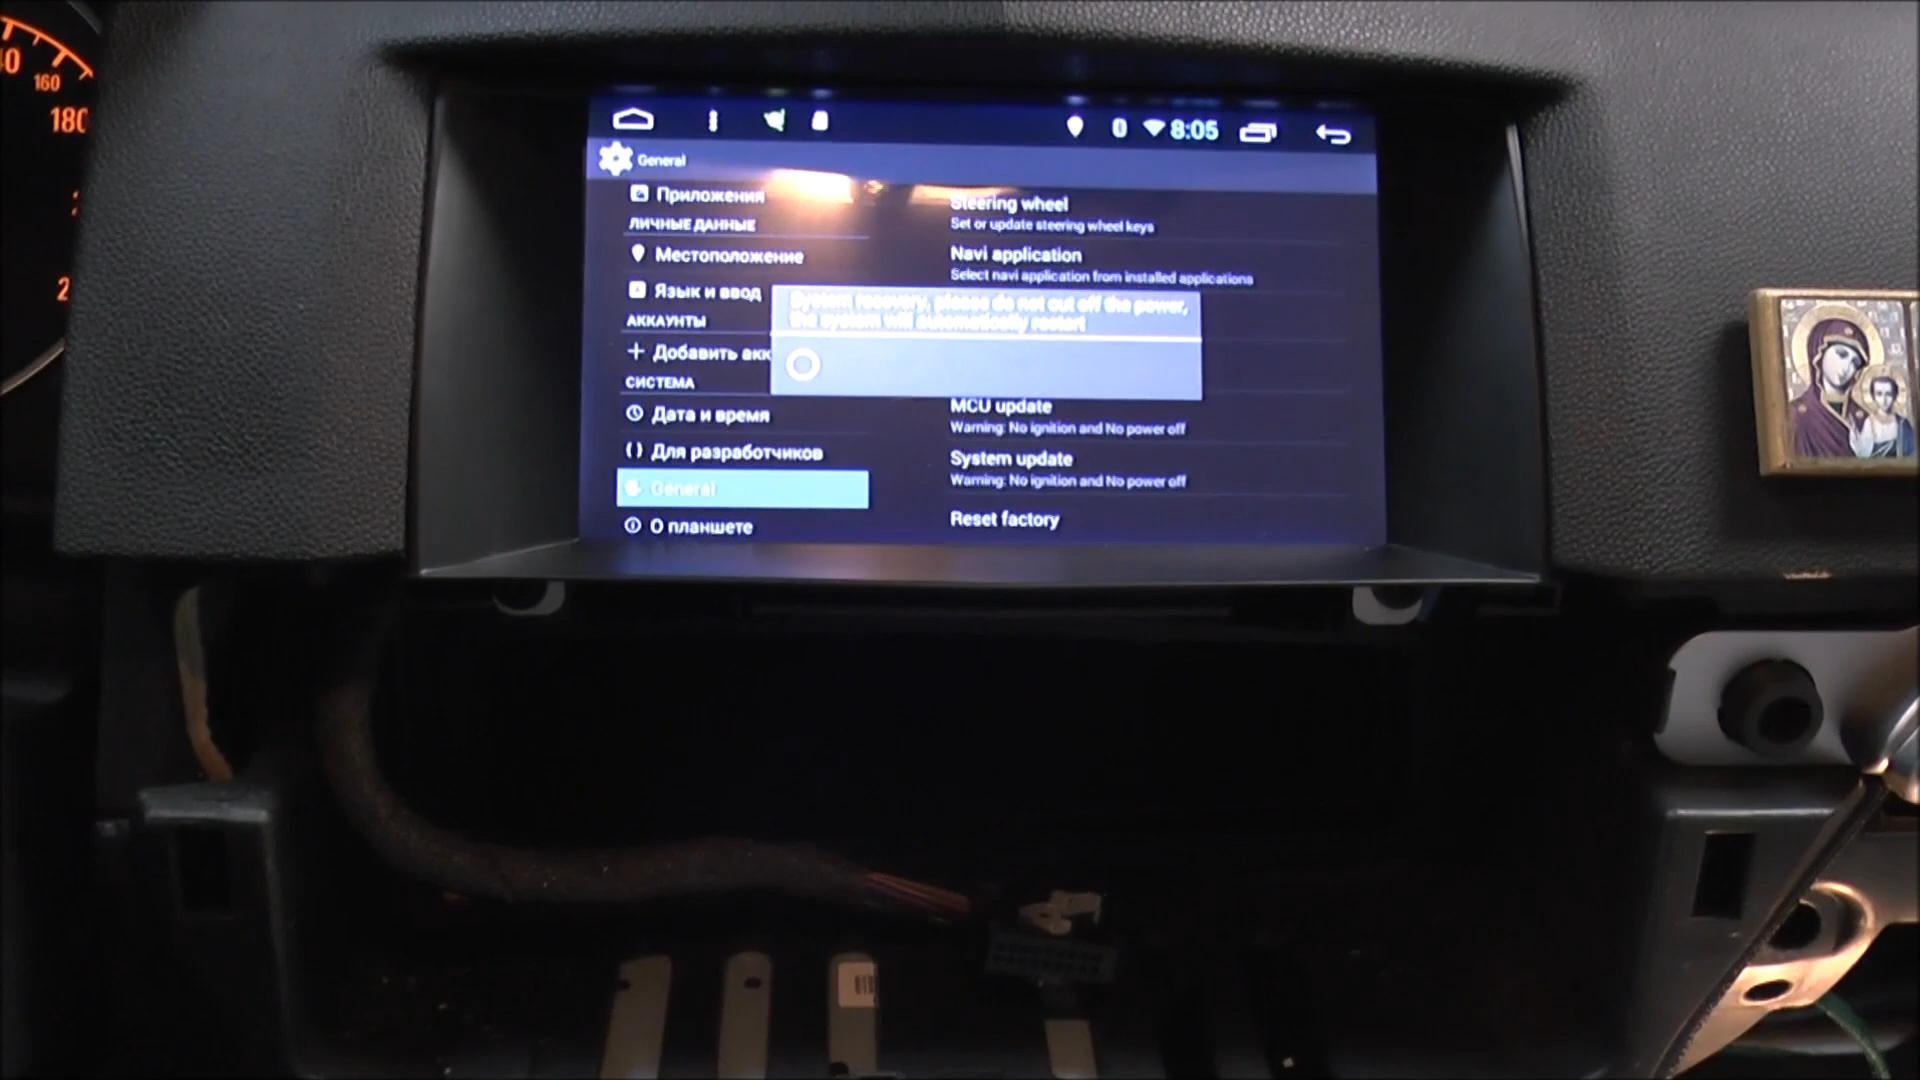 160
180
8:05
General
Приложения
ЛИЧНЫЕ ДАННЫЕ
Местоположение
Язык и ввод
АККАУНТЫ
Добавить акк
СИСТЕМА
Дата и время
Для разработчиков
General
О планшете
Steering wheel
Set or update steering wheel keys
Navi application
Select navi application from installed applications
System recovery, please do not cut off the power,
the system will automatically restart
MCU update
Warning: No ignition and No power off
System update
Warning: No ignition and No power off
Reset factory